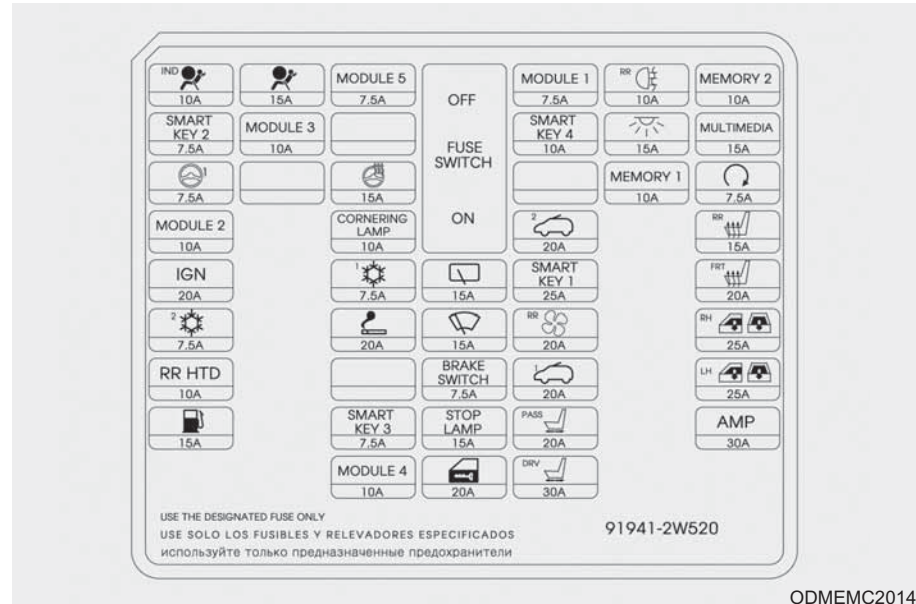 IND
10A
15A
MODULE 5
7.5A
OFF
MODULE 1
7.5A
RR
10A
MEMORY 2
10A
SMART
KEY 2
7.5A
MODULE 3
10A
FUSE
SWITCH
SMART
KEY 4
10A
15A
MULTIMEDIA
15A
1
7.5A
15A
MEMORY 1
10A
7.5A
MODULE 2
10A
CORNERING
LAMP
10A
ON
2
20A
RR
15A
IGN
20A
1
7.5A
15A
SMART
KEY 1
25A
FRT
20A
2
7.5A
20A
15A
RR
20A
RH
25A
RR HTD
10A
BRAKE
SWITCH
7.5A
1
20A
LH
25A
15A
SMART
KEY 3
7.5A
STOP
LAMP
15A
PASS
20A
AMP
30A
MODULE 4
10A
20A
DRV
30A
USE THE DESIGNATED FUSE ONLY
USE SOLO LOS FUSIBLES Y RELEVADORES ESPECIFICADOS
используйте только предназначенные предохранители
91941-2W520
ODMEMC2014